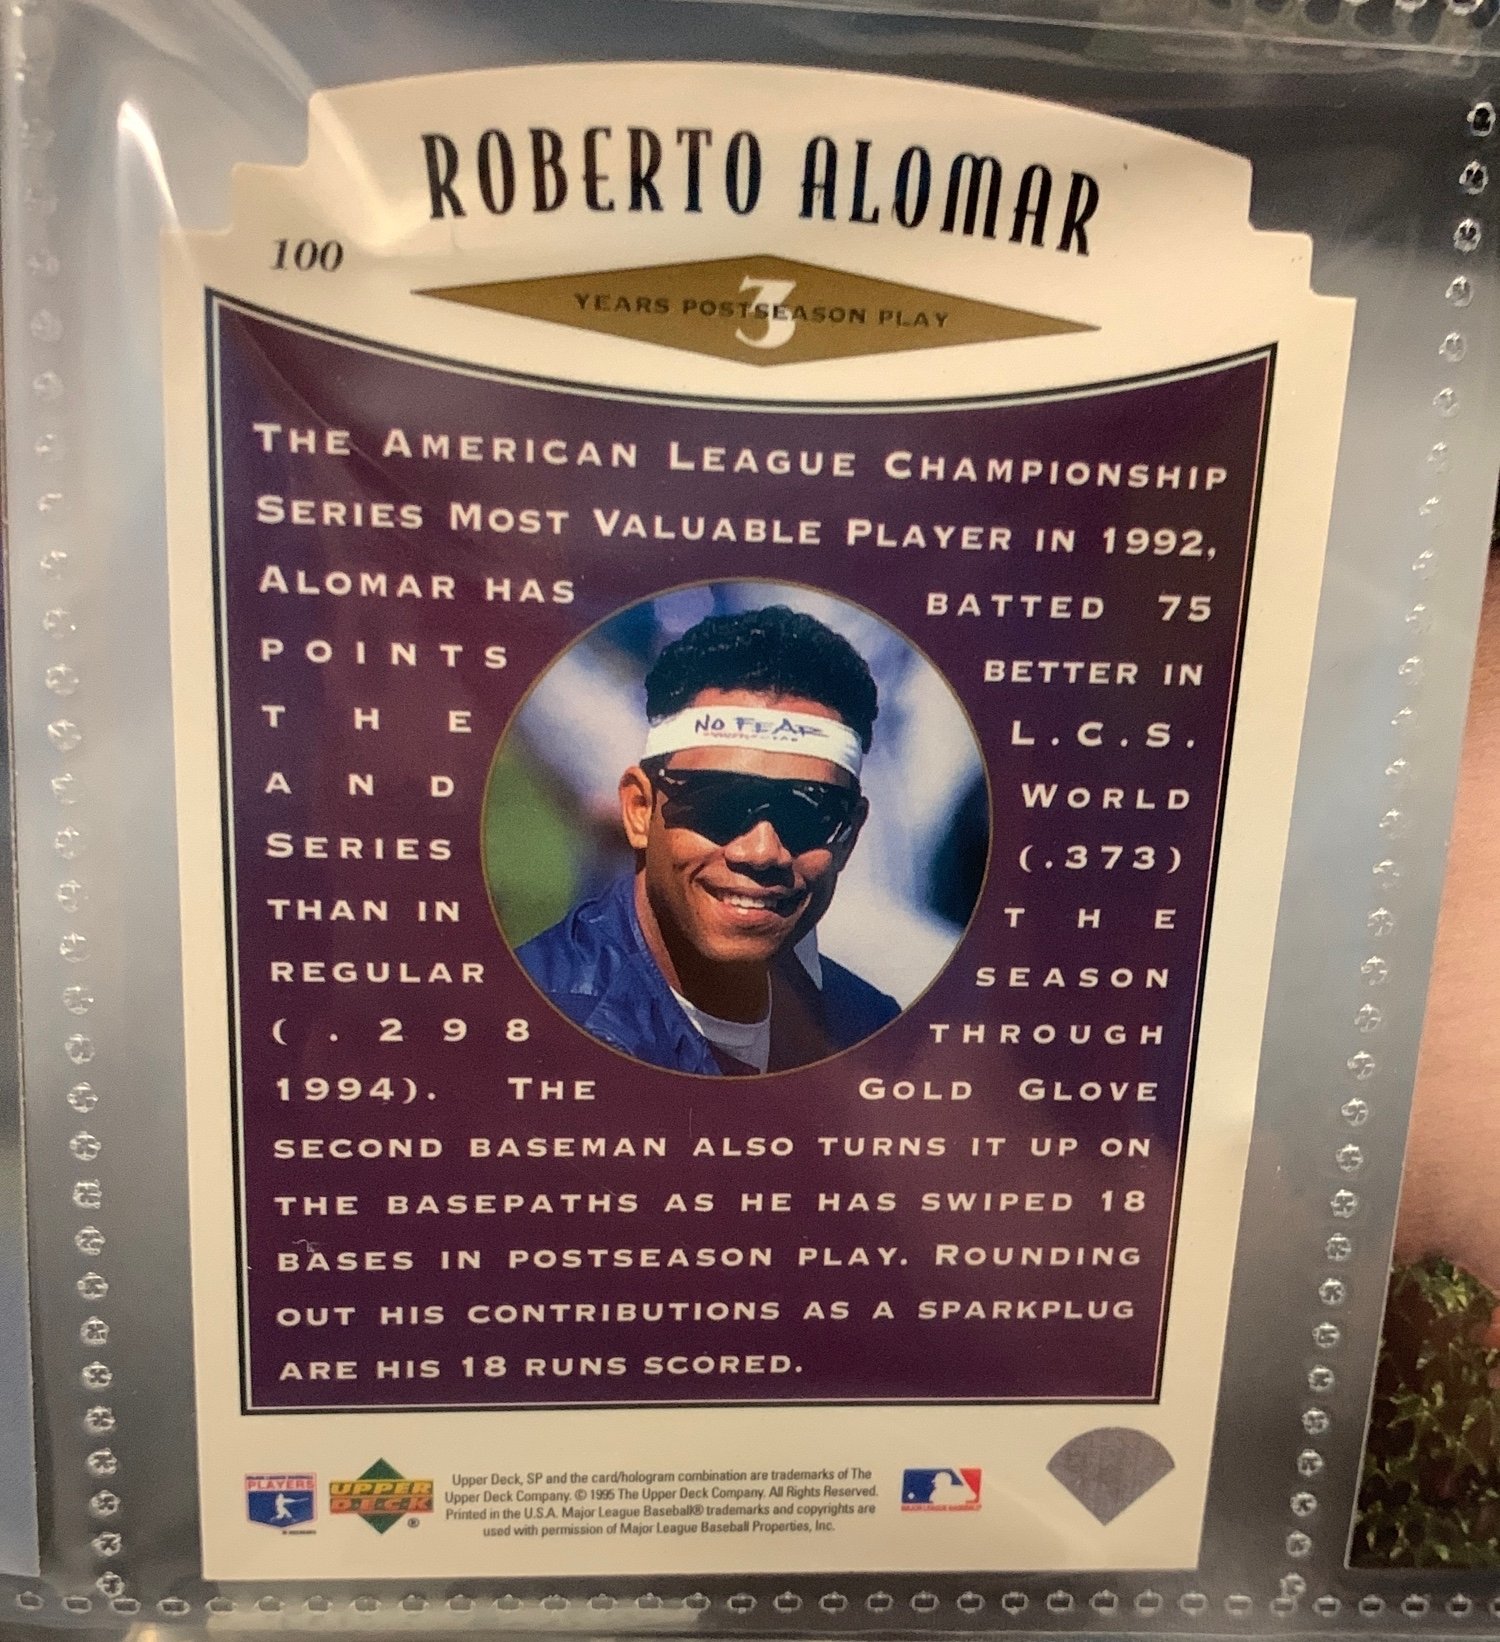 ROBERTO ALOMAR
100
3
YEARS POSTSEASON PLAY
THE AMERICAN LEAGUE CHAMPIONSHIP
SERIES MOST VALUABLE PLAYER IN 1992,
ALOMAR HAS BATTED 75
POINTS BETTER IN
THE L.C.S.
AND WORLD
SERIES (.373)
THAN IN THE
REGULAR SEASON
(.298 THROUGH
1994). THE GOLD GLOVE
SECOND BASEMAN ALSO TURNS IT UP ON
THE BASEPATHS AS HE HAS SWIPED 18
BASES IN POSTSEASON PLAY. ROUNDING
OUT HIS CONTRIBUTIONS AS A SPARKPLUG
ARE HIS 18 RUNS SCORED.
NO FEAR
PLAYERS
UPPER
DECK
®
Upper Deck, SP and the card/hologram combination are trademarks of The
Upper Deck Company. © 1995 The Upper Deck Company. All Rights Reserved.
Printed in the U.S.A. Major League Baseball® trademarks and copyrights are
used with permission of Major League Baseball Properties, Inc.